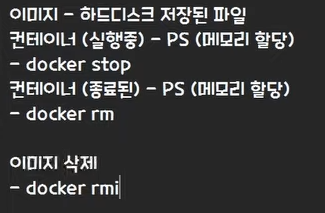 이미지 - 하드디스크 저장된 파일
컨테이너 (실행중) - PS (메모리 할당)
- docker stop
컨테이너 (종료된) - PS (메모리 할당)
- docker rm
이미지 삭제
- docker rmi